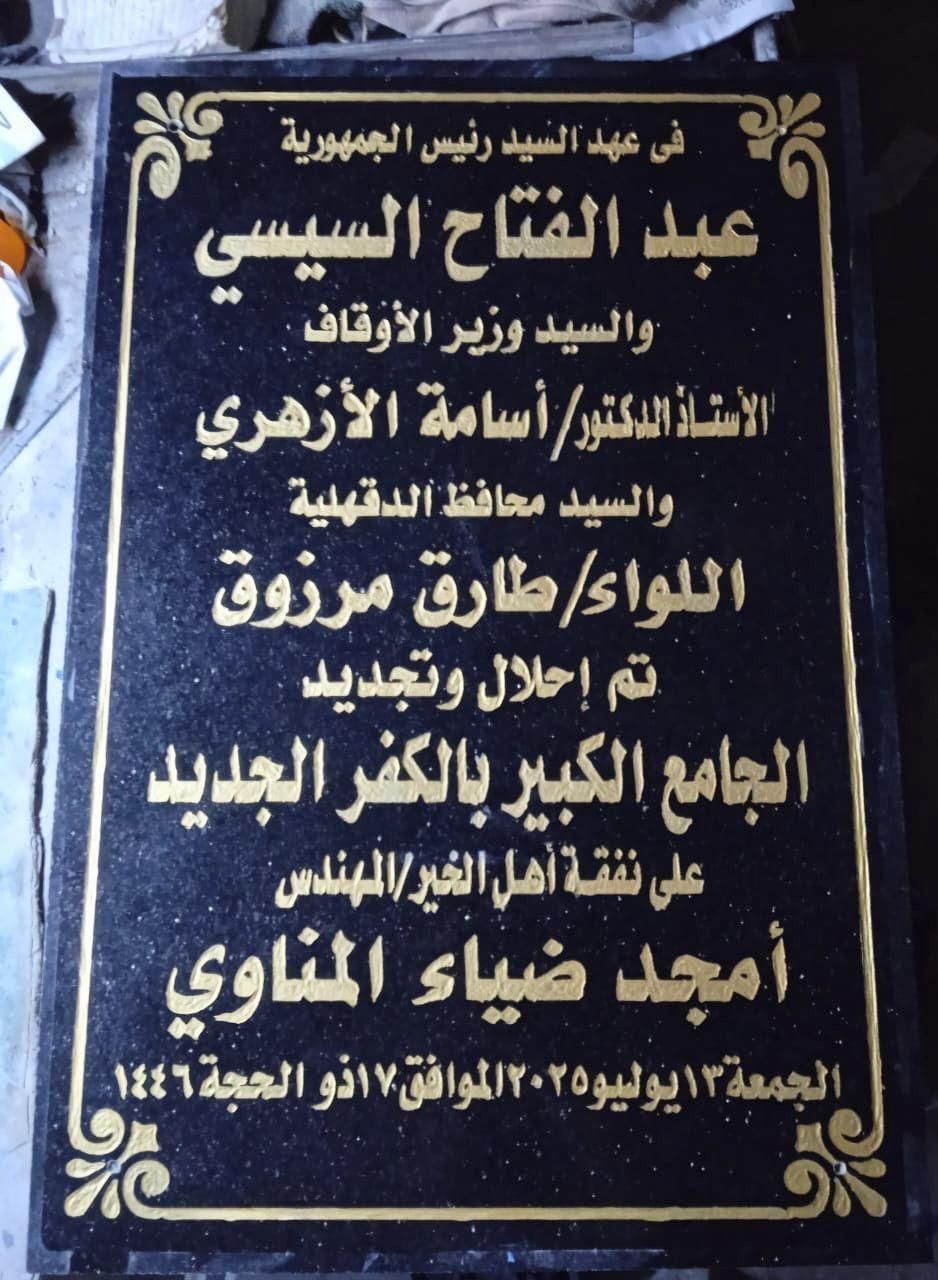 فى عهد السيد رئيس الجمهورية
عبد الفتاح السيسي
والسيد وزير الأوقاف
الأستاذ الدكتور/أسامة الأزهري
والسيد محافظ الدقهلية
اللواء/طارق مرزوق
تم إحلال وتجديد
الجامع الكبير بالكفر الجديد
على نفقة أهل الخير/المهندس
أمجد ضياء المناوي
الجمعة ١٣ يوليو ٢٠٢٥ الموافق ١٧ ذو الحجة ١٤٤٦